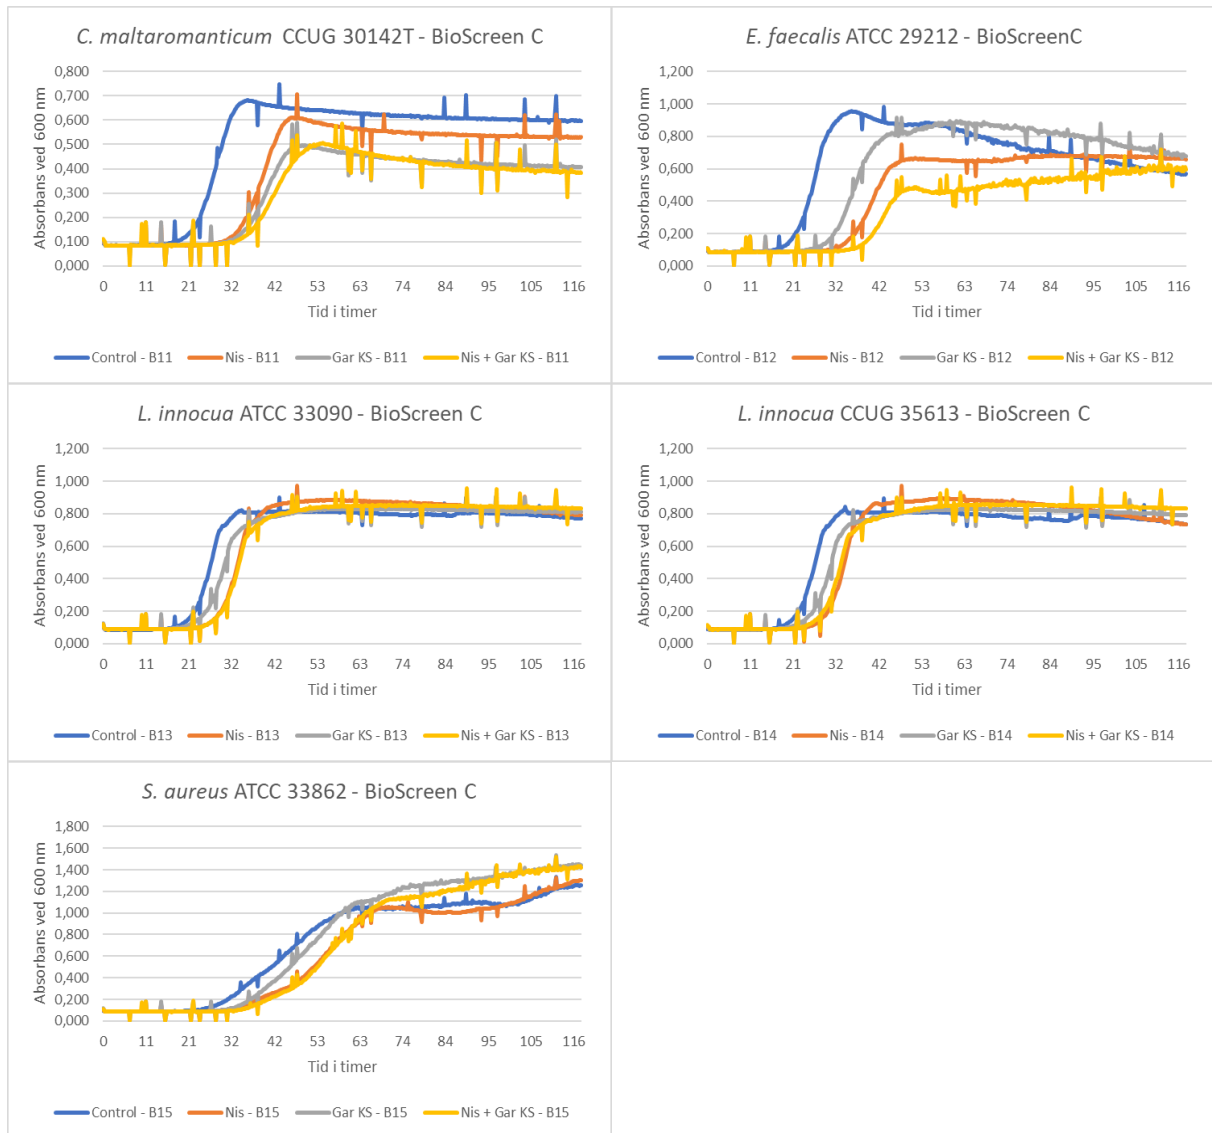 C. maltaromanticum CCUG 30142T - BioScreen C
Absorbans ved 600 nm
0,800
0,700
0,600
0,500
0,400
0,300
0,200
0,100
0,000
0 11 21 32 42 53 63 74 84 95 105 116
Tid i timer
Control - B11 Nis - B11 Gar KS - B11 Nis + Gar KS - B11
E. faecalis ATCC 29212 - BioScreenC
Absorbans ved 600 nm
1,200
1,000
0,800
0,600
0,400
0,200
0,000
0 11 21 32 42 53 63 74 84 95 105 116
Tid i timer
Control - B12 Nis - B12 Gar KS - B12 Nis + Gar KS - B12
L. innocua ATCC 33090 - BioScreen C
Absorbans ved 600 nm
1,200
1,000
0,800
0,600
0,400
0,200
0,000
0 11 21 32 42 53 63 74 84 95 105 116
Tid i timer
Control - B13 Nis - B13 Gar KS - B13 Nis + Gar KS - B13
L. innocua CCUG 35613 - BioScreen C
Absorbans ved 600 nm
1,200
1,000
0,800
0,600
0,400
0,200
0,000
0 11 21 32 42 53 63 74 84 95 105 116
Tid i timer
Control - B14 Nis - B14 Gar KS - B14 Nis + Gar KS - B14
S. aureus ATCC 33862 - BioScreen C
Absorbans ved 600 nm
1,800
1,600
1,400
1,200
1,000
0,800
0,600
0,400
0,200
0,000
0 11 21 32 42 53 63 74 84 95 105 116
Tid i timer
Control - B15 Nis - B15 Gar KS - B15 Nis + Gar KS - B15